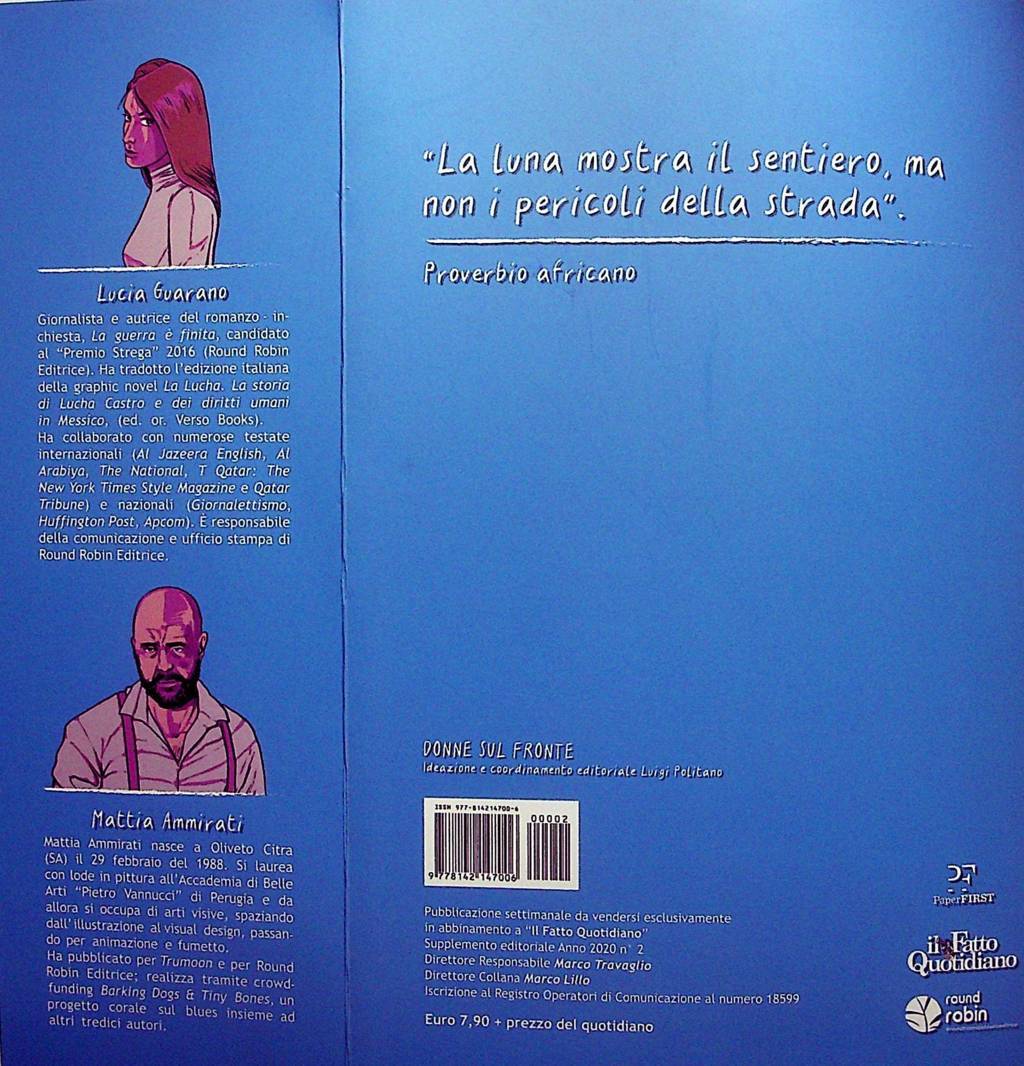 Lucia Guarano
Giornalista e autrice del romanzo - in-
chiesta, La guerra è finita, candidato
al “Premio Strega” 2016 (Round Robin
Editrice). Ha tradotto l’edizione italiana
della graphic novel La Lucha. La storia
di Lucha Castro e dei diritti umani
in Messico, (ed. or. Verso Books).
Ha collaborato con numerose testate
internazionali (Al Jazeera English, Al
Arabiya, The National, T Qatar: The
New York Times Style Magazine e Qatar
Tribune) e nazionali (Giornalettismo,
Huffington Post, Apcom). È responsabile
della comunicazione e ufficio stampa di
Round Robin Editrice.
Mattia Ammirati
Mattia Ammirati nasce a Oliveto Citra
(SA) il 29 febbraio del 1988. Si laurea
con lode in pittura all’Accademia di Belle
Arti “Pietro Vannucci” di Perugia e da
allora si occupa di arti visive, spaziando
dall’illustrazione al visual design, passan-
do per animazione e fumetto.
Ha pubblicato per Trumoon e per Round
Robin Editrice; realizza tramite crowd-
funding Barking Dogs & Tiny Bones, un
progetto corale sul blues insieme ad
altri tredici autori.
“La luna mostra il sentiero, ma
non i pericoli della strada”.
Proverbio africano
DONNE SUL FRONTE
Ideazione e coordinamento editoriale Luigi Politano
ISSN 977-814214700-6
00002
9 778142 147006
Pubblicazione settimanale da vendersi esclusivamente
in abbinamento a “Il Fatto Quotidiano”
Supplemento editoriale Anno 2020 n° 2
Direttore Responsabile Marco Travaglio
Direttore Collana Marco Lillo
Iscrizione al Registro Operatori di Comunicazione al numero 18599
Euro 7,90 + prezzo del quotidiano
PaperFIRST
il Fatto
Quotidiano
round
robin